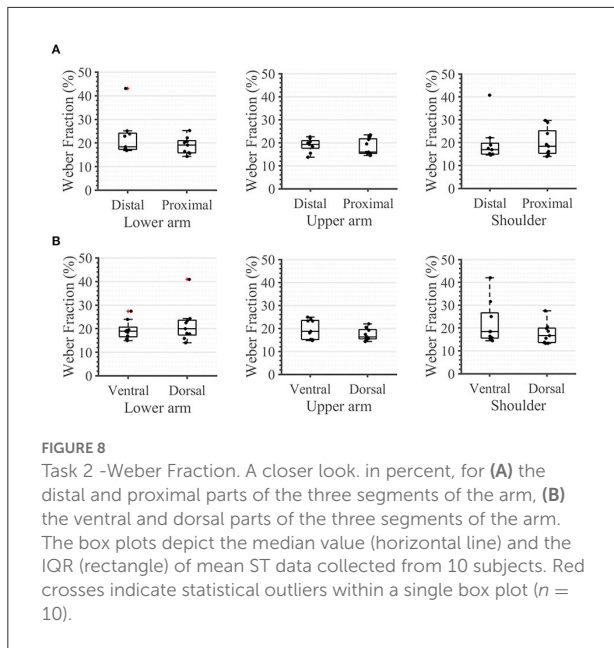 A
Weber Fraction (%)
50
40
30
20
10
0
Distal Proximal
Lower arm
Weber Fraction (%)
50
40
30
20
10
0
Distal Proximal
Upper arm
Weber Fraction (%)
50
40
30
20
10
0
Distal Proximal
Shoulder
B
Weber Fraction (%)
50
40
30
20
10
0
Ventral Dorsal
Lower arm
Weber Fraction (%)
50
40
30
20
10
0
Ventral Dorsal
Upper arm
Weber Fraction (%)
50
40
30
20
10
0
Ventral Dorsal
Shoulder
FIGURE 8
Task 2 -Weber Fraction. A closer look. in percent, for (A) the
distal and proximal parts of the three segments of the arm, (B)
the ventral and dorsal parts of the three segments of the arm.
The box plots depict the median value (horizontal line) and the
IQR (rectangle) of mean ST data collected from 10 subjects. Red
crosses indicate statistical outliers within a single box plot (n =
10).